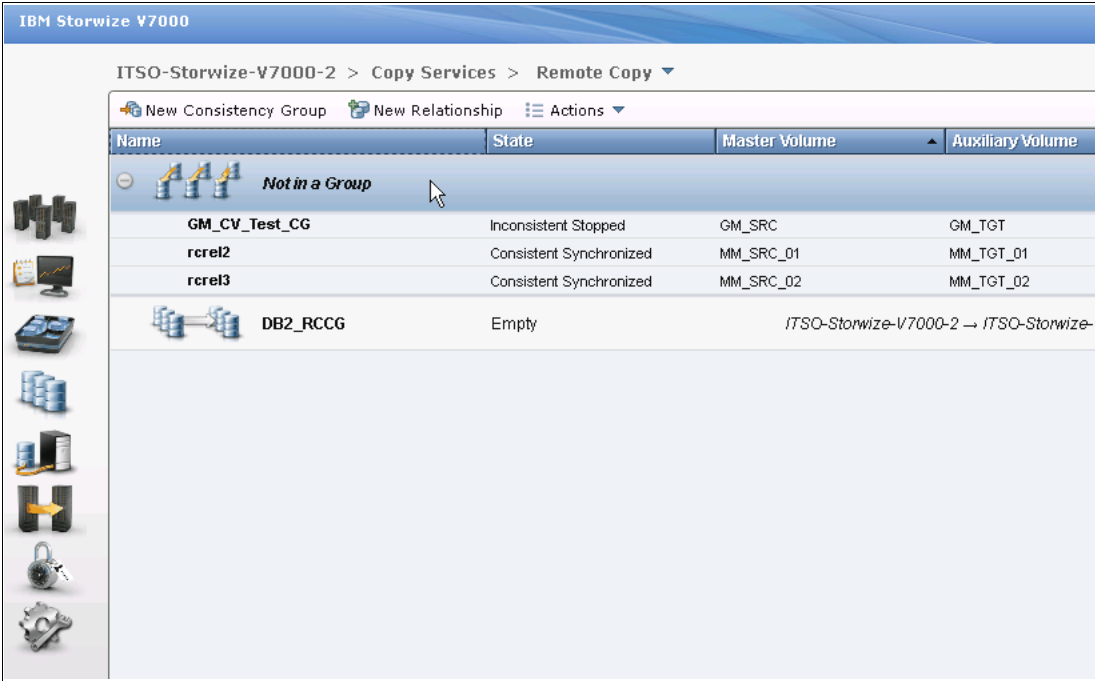 IBM Storwize V7000
ITSO-Storwize-V7000-2 > Copy Services > Remote Copy
New Consistency Group New Relationship Actions
Name State Master Volume Auxiliary Volume
Not in a Group
GM_CV_Test_CG Inconsistent Stopped GM_SRC GM_TGT
rcrel2 Consistent Synchronized MM_SRC_01 MM_TGT_01
rcrel3 Consistent Synchronized MM_SRC_02 MM_TGT_02
DB2_RCCG Empty ITSO-Storwize-V7000-2 → ITSO-Storwize-